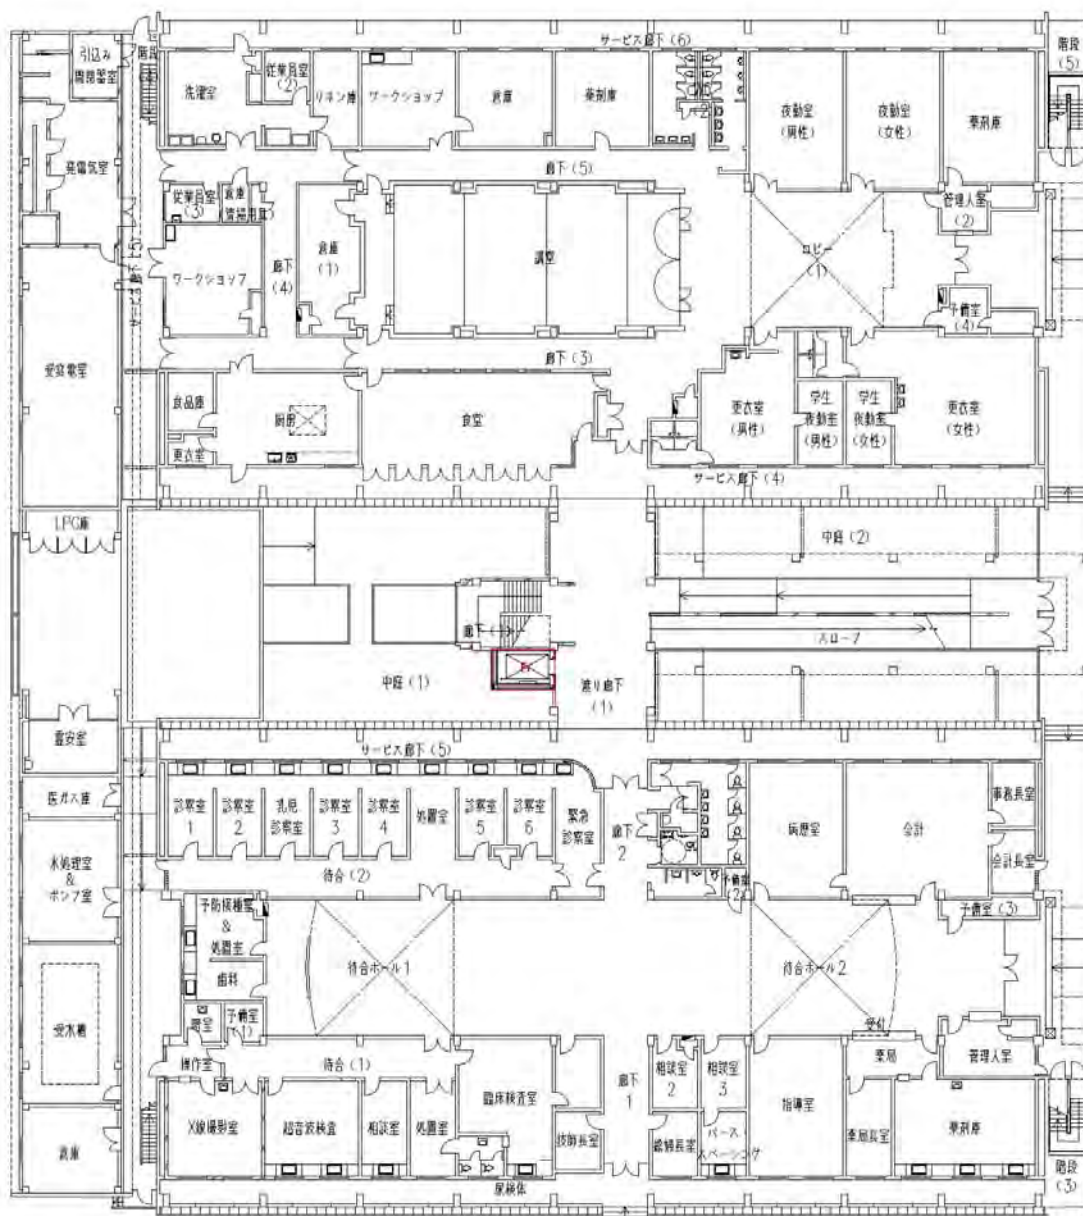 サービス廊下(6)
階段
引込み
開閉器室
階段
(5)
洗濯室
従業員室
(2)
リネン庫
ワークショップ
倉庫
薬剤庫
夜勤室
(男性)
夜勤室
(女性)
薬剤庫
発電気室
廊下(5)
従業員室
(3)
倉庫
(清掃用具)
管理人室
(2)
サービス廊下(5)
ワークショップ
廊下
(4)
倉庫
(1)
講堂
ロビー
(1)
予備室
(4)
受変電室
廊下(3)
食品庫
厨房
食堂
更衣室
更衣室
(男性)
学生
夜勤室
(男性)
学生
夜勤室
(女性)
更衣室
(女性)
サービス廊下(4)
LPG庫
中庭(2)
スロープ
中庭(1)
渡り廊下
(1)
霊安室
サービス廊下(5)
医ガス庫
診察室
1
診察室
2
乳児
診察室
診察室
3
診察室
4
処置室
診察室
5
診察室
6
緊急
診察室
廊下
2
病歴室
会計
事務長室
会計長室
水処理室
&
ポンプ室
待合(2)
予備室
(2)
予備室(3)
予防接種室
&
処置室
歯科
待合ホール1
待合ホール2
受水槽
暗室
予備室
(1)
受付
操作室
待合(1)
薬局
管理人室
臨床検査室
廊下
1
相談室
2
相談室
3
指導室
X線撮影室
超音波検査
相談室
処置室
技師長室
総婦長室
バース
スペーシング
薬局長室
薬剤庫
倉庫
尿検体
階段
(3)